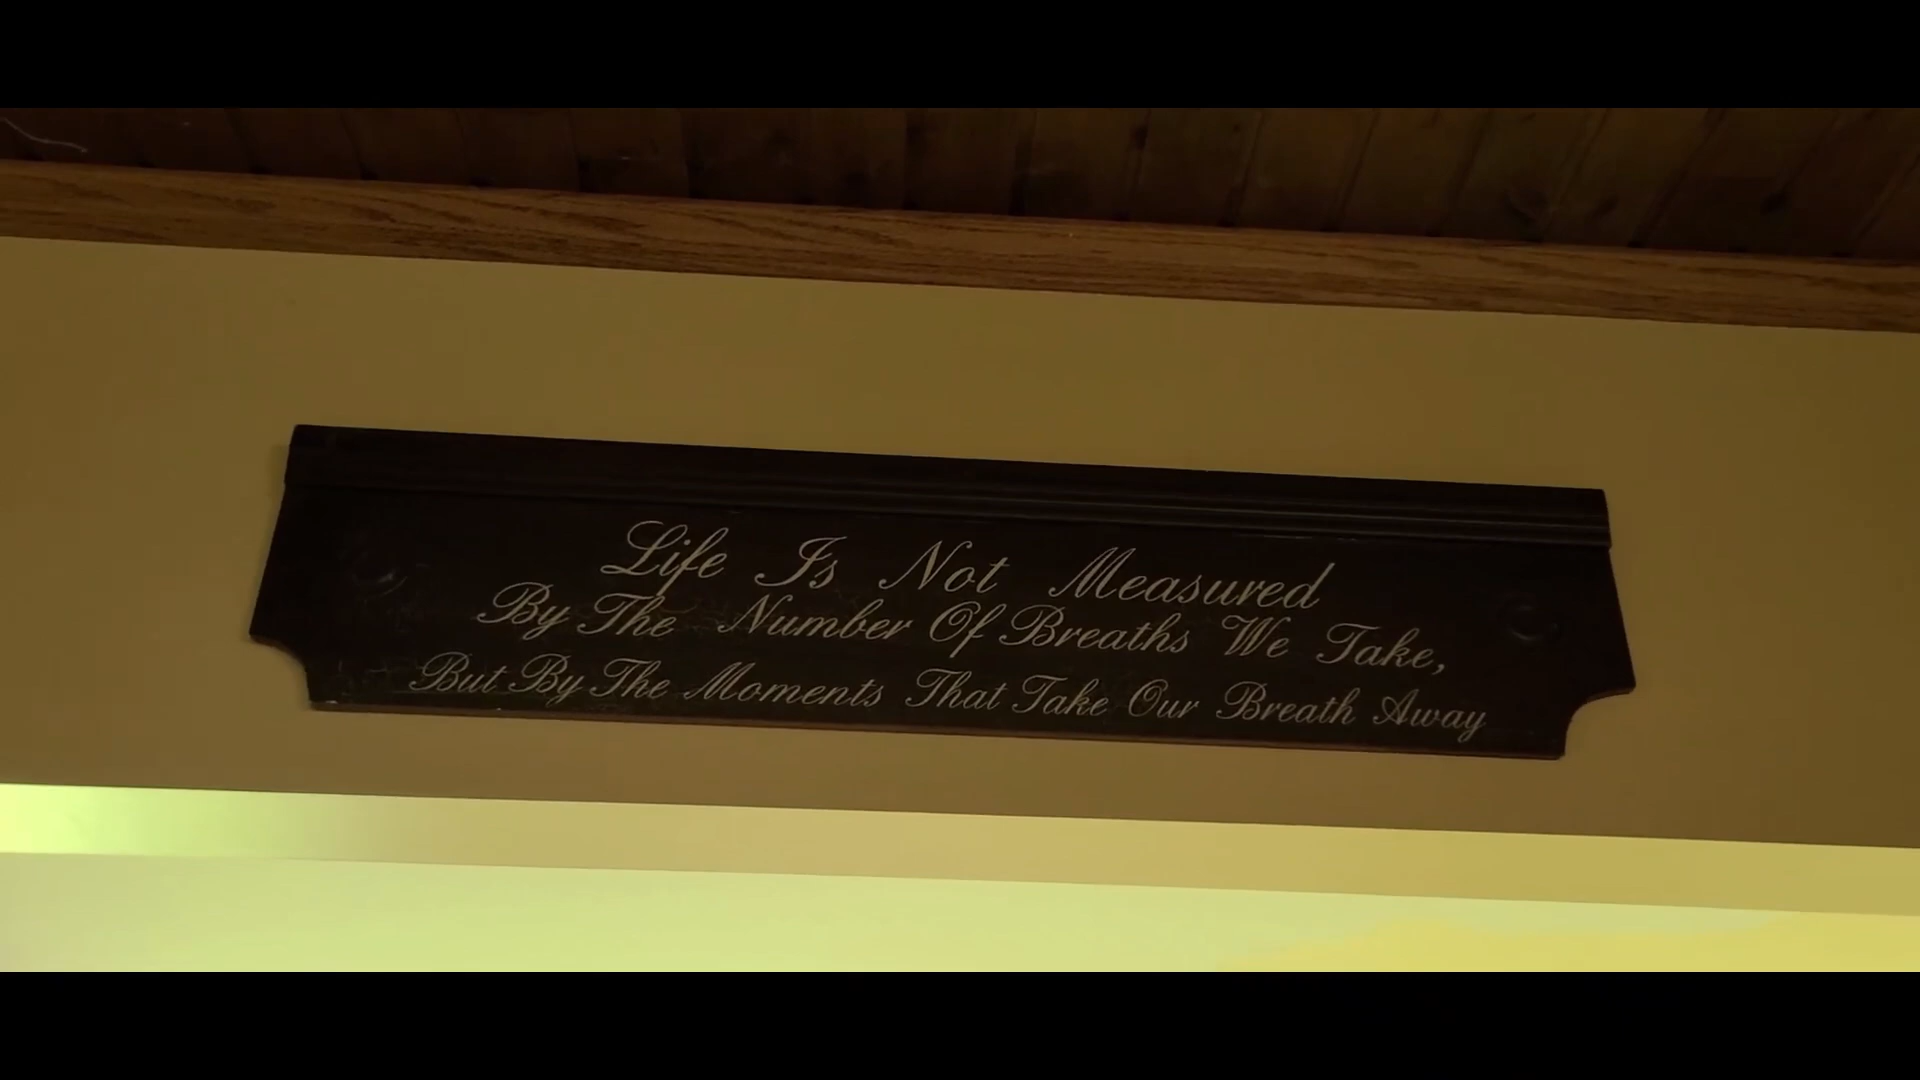 Life Is Not Measured
By The Number Of Breaths We Take,
But By The Moments That Take Our Breath Away